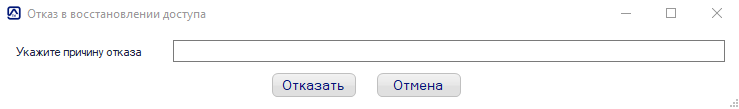 Отказ в восстановлении доступа
Укажите причину отказа
Отказать Отмена